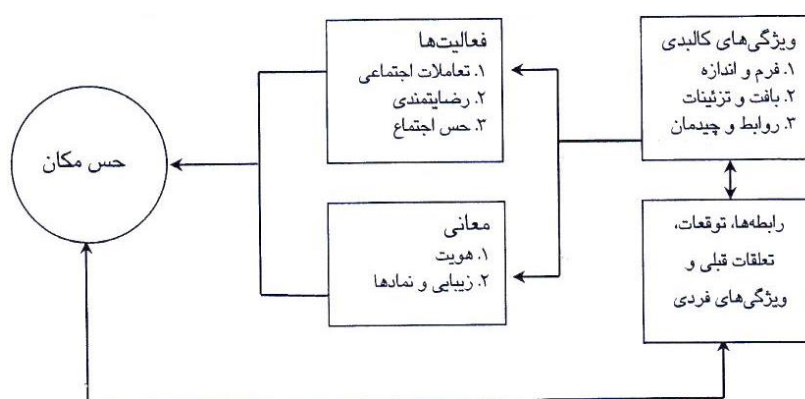 ویژگی‌های کالبدی
۱. فرم و اندازه
۲. بافت و تزئینات
۳. روابط و چیدمان
رابطه‌ها، توقعات،
تعلقات قبلی و
ویژگی‌های فردی
فعالیت‌ها
۱. تعاملات اجتماعی
۲. رضایتمندی
۳. حس اجتماع
معانی
۱. هویت
۲. زیبایی و نمادها
حس مکان